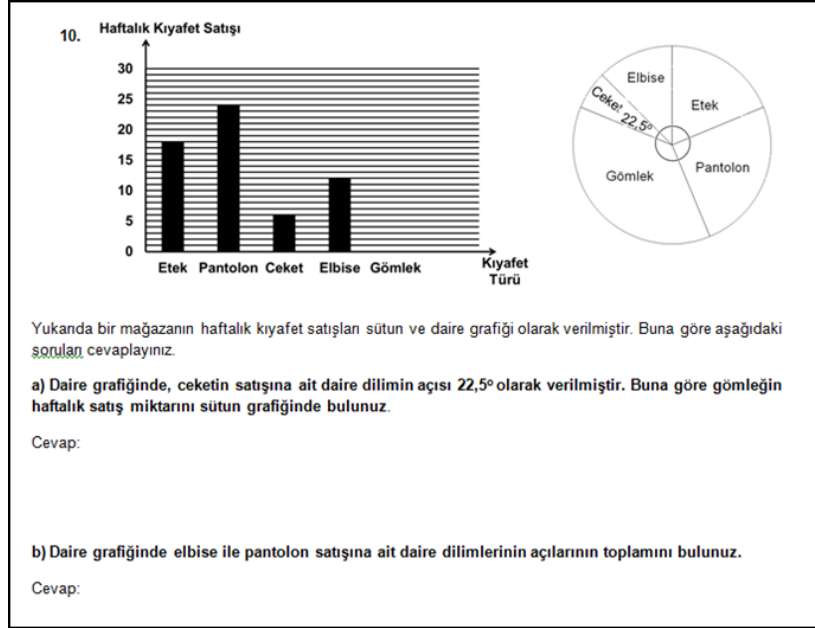 10.
Haftalık Kıyafet Satışı
30
25
20
15
10
5
0
Etek Pantolon Ceket Elbise Gömlek
Kıyafet
Türü
Elbise
Ceket 22,5º
Etek
Gömlek
Pantolon
Yukarıda bir mağazanın haftalık kıyafet satışları sütun ve daire grafiği olarak verilmiştir. Buna göre aşağıdaki
soruları cevaplayınız.
a) Daire grafiğinde, ceketin satışına ait daire dilimin açısı 22,5º olarak verilmiştir. Buna göre gömleğin
haftalık satış miktarını sütun grafiğinde bulunuz.
Cevap:
b) Daire grafiğinde elbise ile pantolon satışına ait daire dilimlerinin açılarının toplamını bulunuz.
Cevap: